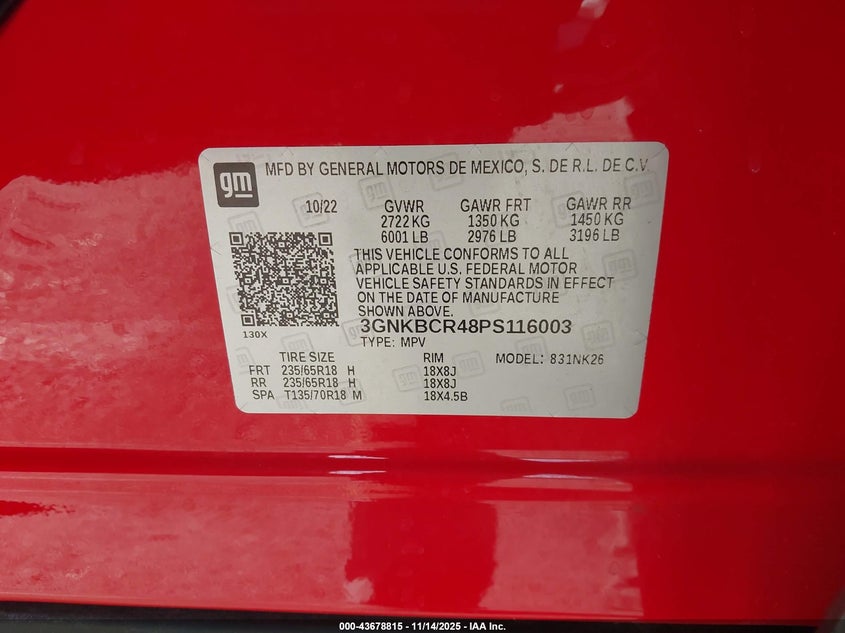 gm
MFD BY GENERAL MOTORS DE MEXICO, S. DE R.L. DE C.V.
10/22 GVWR GAWR FRT GAWR RR
2722 KG 1350 KG 1450 KG
6001 LB 2976 LB 3196 LB
THIS VEHICLE CONFORMS TO ALL
APPLICABLE U.S. FEDERAL MOTOR
VEHICLE SAFETY STANDARDS IN EFFECT
ON THE DATE OF MANUFACTURE
SHOWN ABOVE.
130X
3GNKBCR48PS116003
TYPE: MPV
TIRE SIZE RIM MODEL: 831NK26
FRT 235/65R18 H 18X8J
RR 235/65R18 H 18X8J
SPA T135/70R18 M 18X4.5B
000-43678815 - 11/14/2025 - IAA Inc.